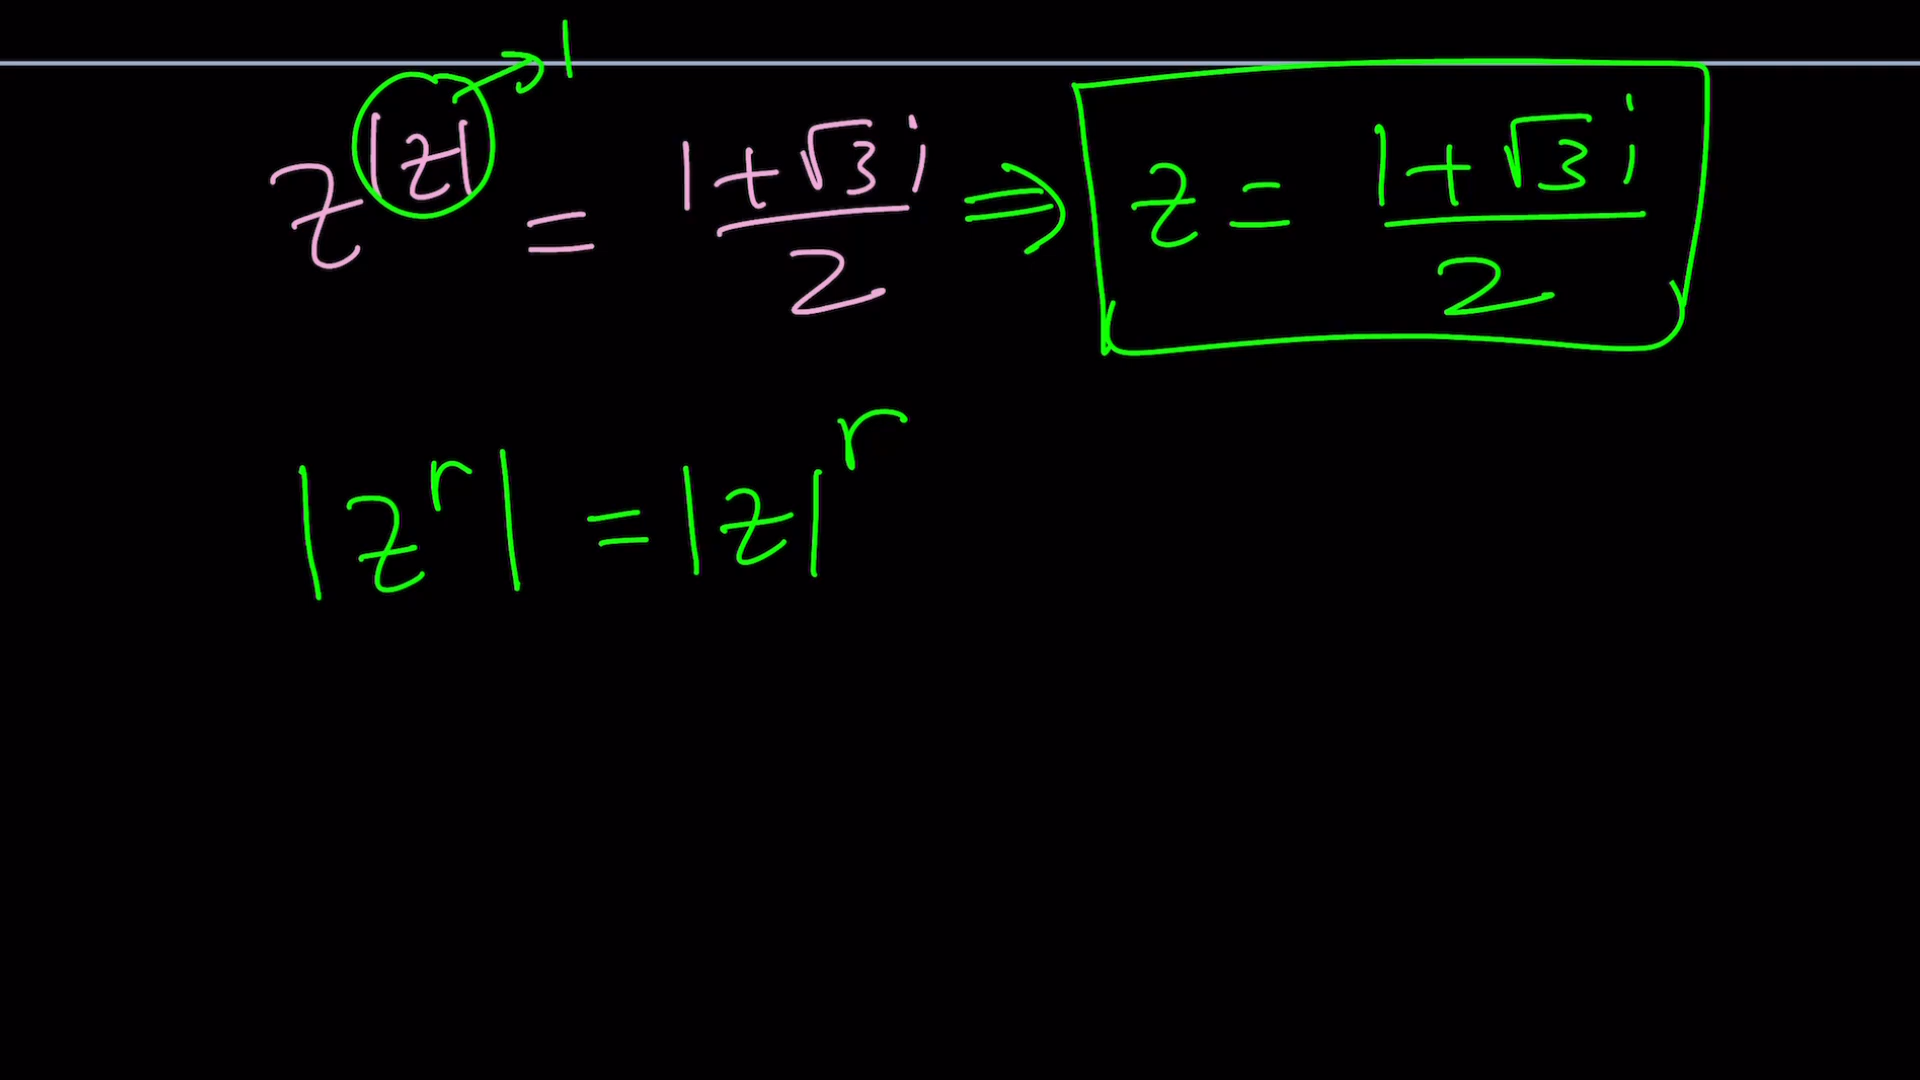 z^|z| → 1 = (1+√3 i)/2 ⇒ z = (1+√3 i)/2
|z^r| = |z|^r